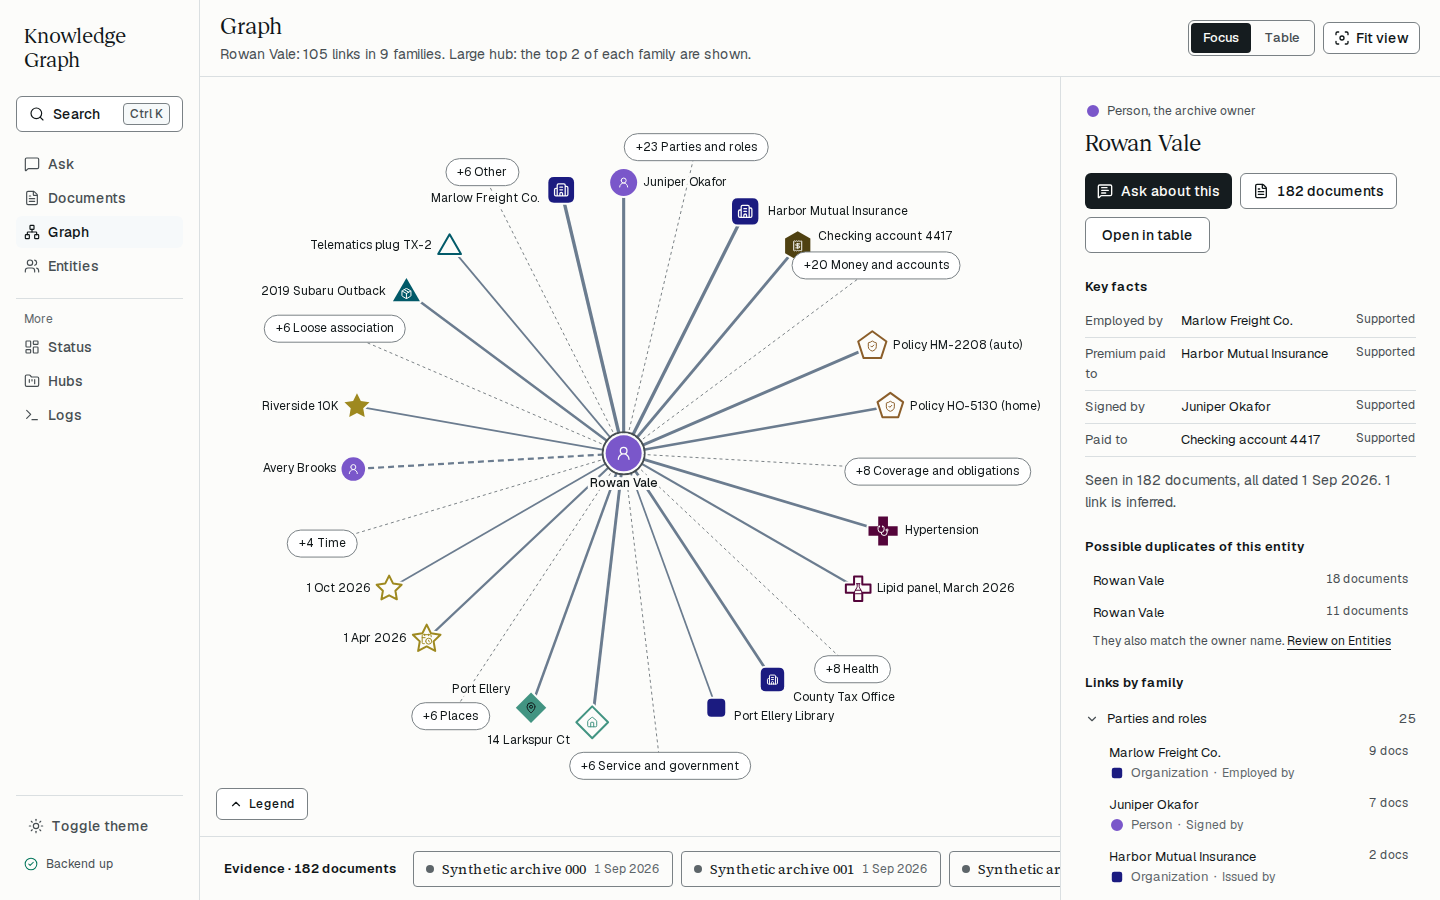 Knowledge
Graph
Search
Ctrl K
Ask
Documents
Graph
Entities
More
Status
Hubs
Logs
Toggle theme
Backend up
Graph
Rowan Vale: 105 links in 9 families. Large hub: the top 2 of each family are shown.
Focus
Table
Fit view
+23 Parties and roles
+6 Other
Juniper Okafor
Marlow Freight Co.
Harbor Mutual Insurance
Checking account 4417
Telematics plug TX-2
+20 Money and accounts
2019 Subaru Outback
+6 Loose association
Policy HM-2208 (auto)
Riverside 10K
Policy HO-5130 (home)
Avery Brooks
+8 Coverage and obligations
Rowan Vale
Hypertension
+4 Time
1 Oct 2026
Lipid panel, March 2026
1 Apr 2026
+8 Health
Port Ellery
County Tax Office
+6 Places
Port Ellery Library
14 Larkspur Ct
+6 Service and government
Legend
Evidence · 182 documents
Synthetic archive 000 1 Sep 2026
Synthetic archive 001 1 Sep 2026
Synthetic ar
Person, the archive owner
Rowan Vale
Ask about this
182 documents
Open in table
Key facts
Employed by Marlow Freight Co. Supported
Premium paid Harbor Mutual Insurance Supported
to
Signed by Juniper Okafor Supported
Paid to Checking account 4417 Supported
Seen in 182 documents, all dated 1 Sep 2026. 1
link is inferred.
Possible duplicates of this entity
Rowan Vale 18 documents
Rowan Vale 11 documents
They also match the owner name. Review on Entities
Links by family
Parties and roles 25
Marlow Freight Co. 9 docs
Organization · Employed by
Juniper Okafor 7 docs
Person · Signed by
Harbor Mutual Insurance 2 docs
Organization · Issued by